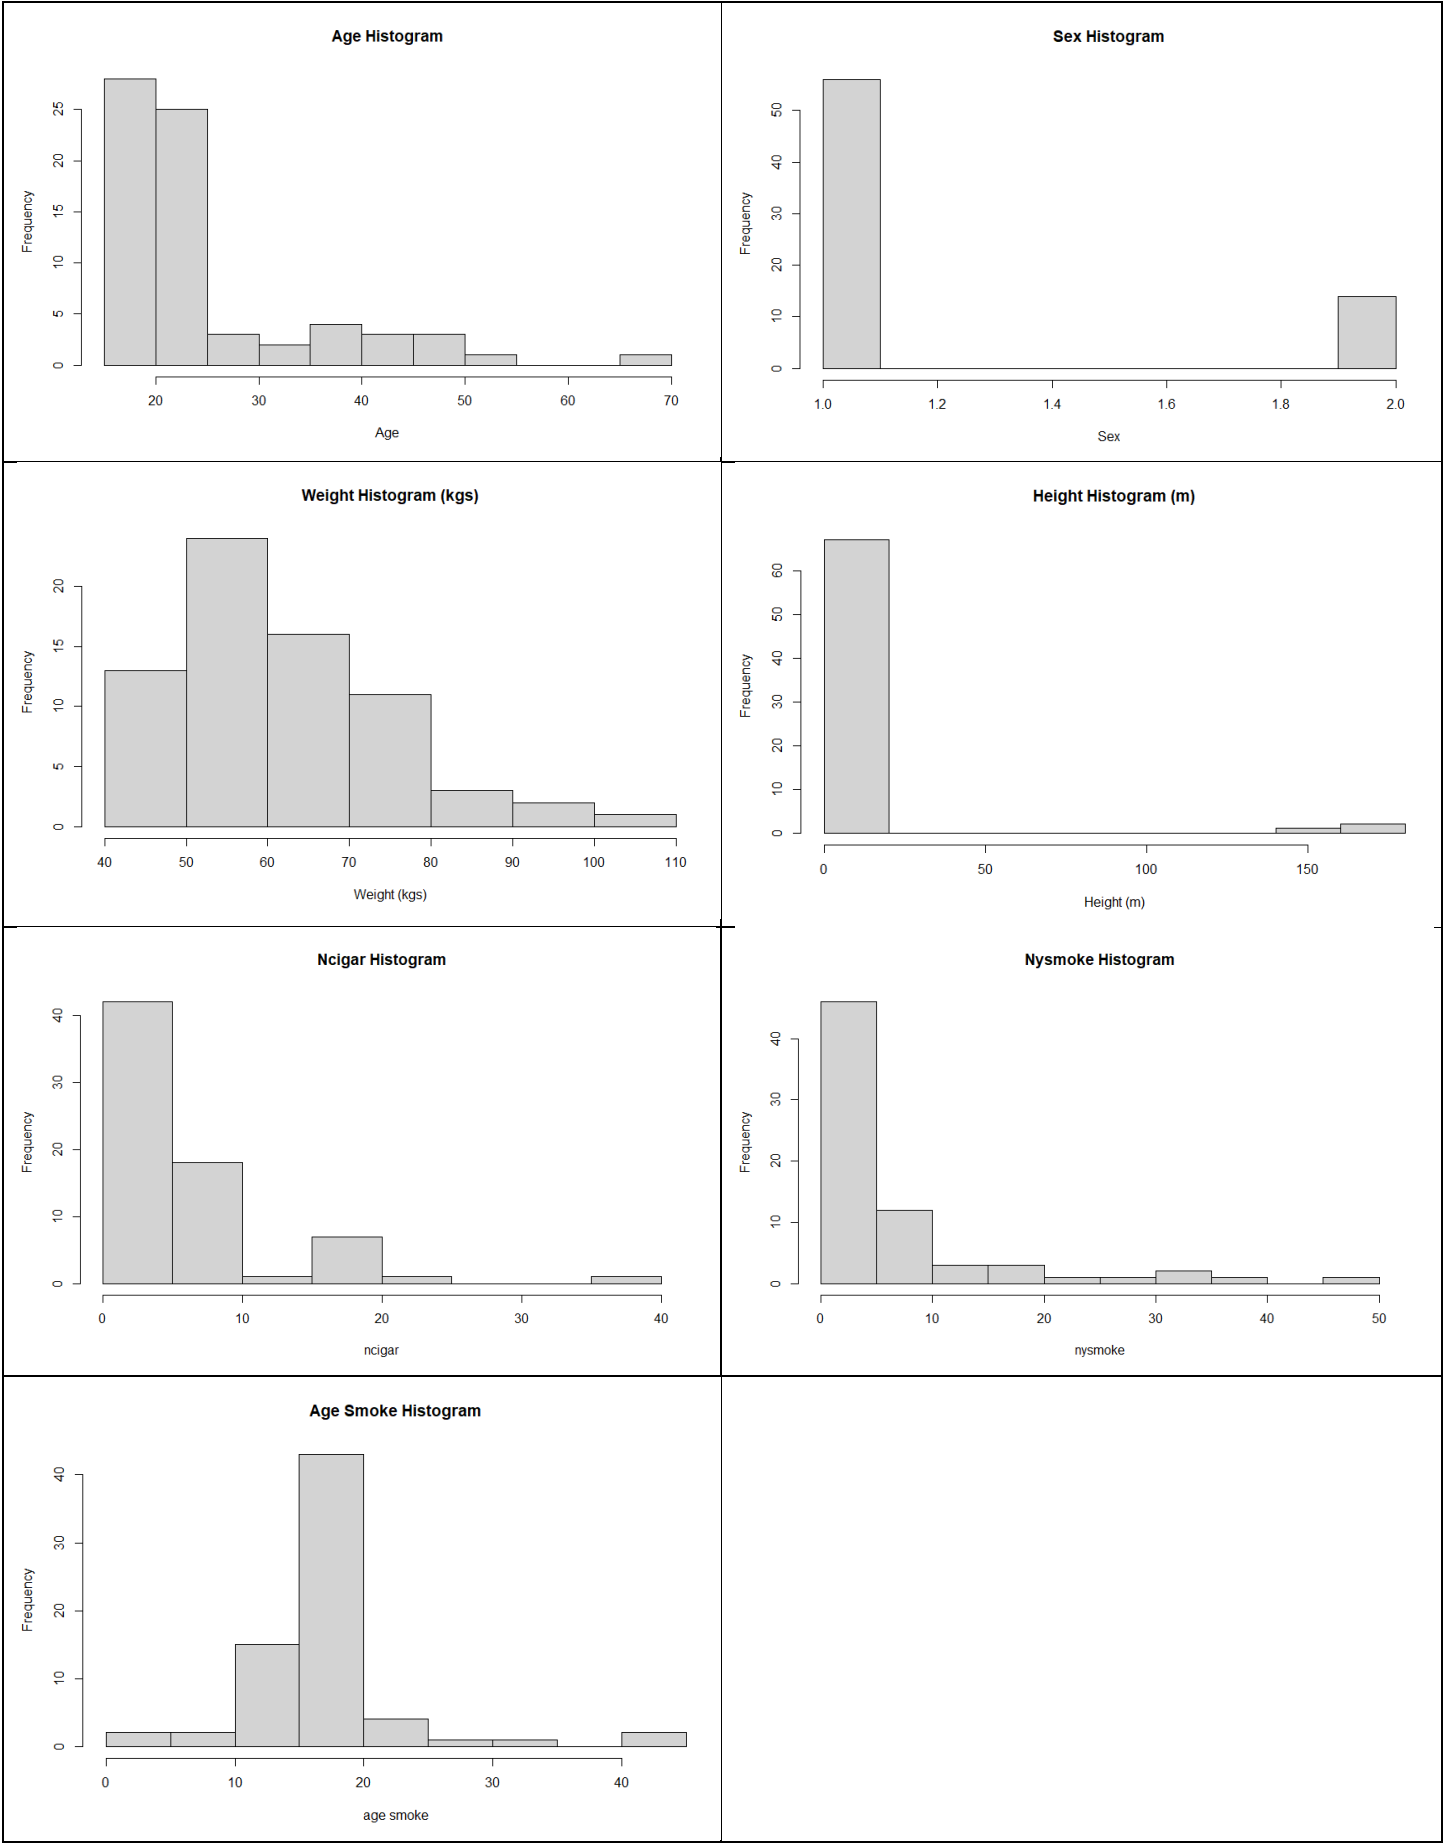 Age Histogram
Frequency
0 5 10 15 20 25
20 30 40 50 60 70
Age
Sex Histogram
Frequency
0 10 20 30 40 50
1.0 1.2 1.4 1.6 1.8 2.0
Sex
Weight Histogram (kgs)
Frequency
0 5 10 15 20
40 50 60 70 80 90 100 110
Weight (kgs)
Height Histogram (m)
Frequency
0 10 20 30 40 50 60
0 50 100 150
Height (m)
Ncigar Histogram
Frequency
0 10 20 30 40
0 10 20 30 40
ncigar
Nysmoke Histogram
Frequency
0 10 20 30 40
0 10 20 30 40 50
nysmoke
Age Smoke Histogram
Frequency
0 10 20 30 40
0 10 20 30 40
age smoke